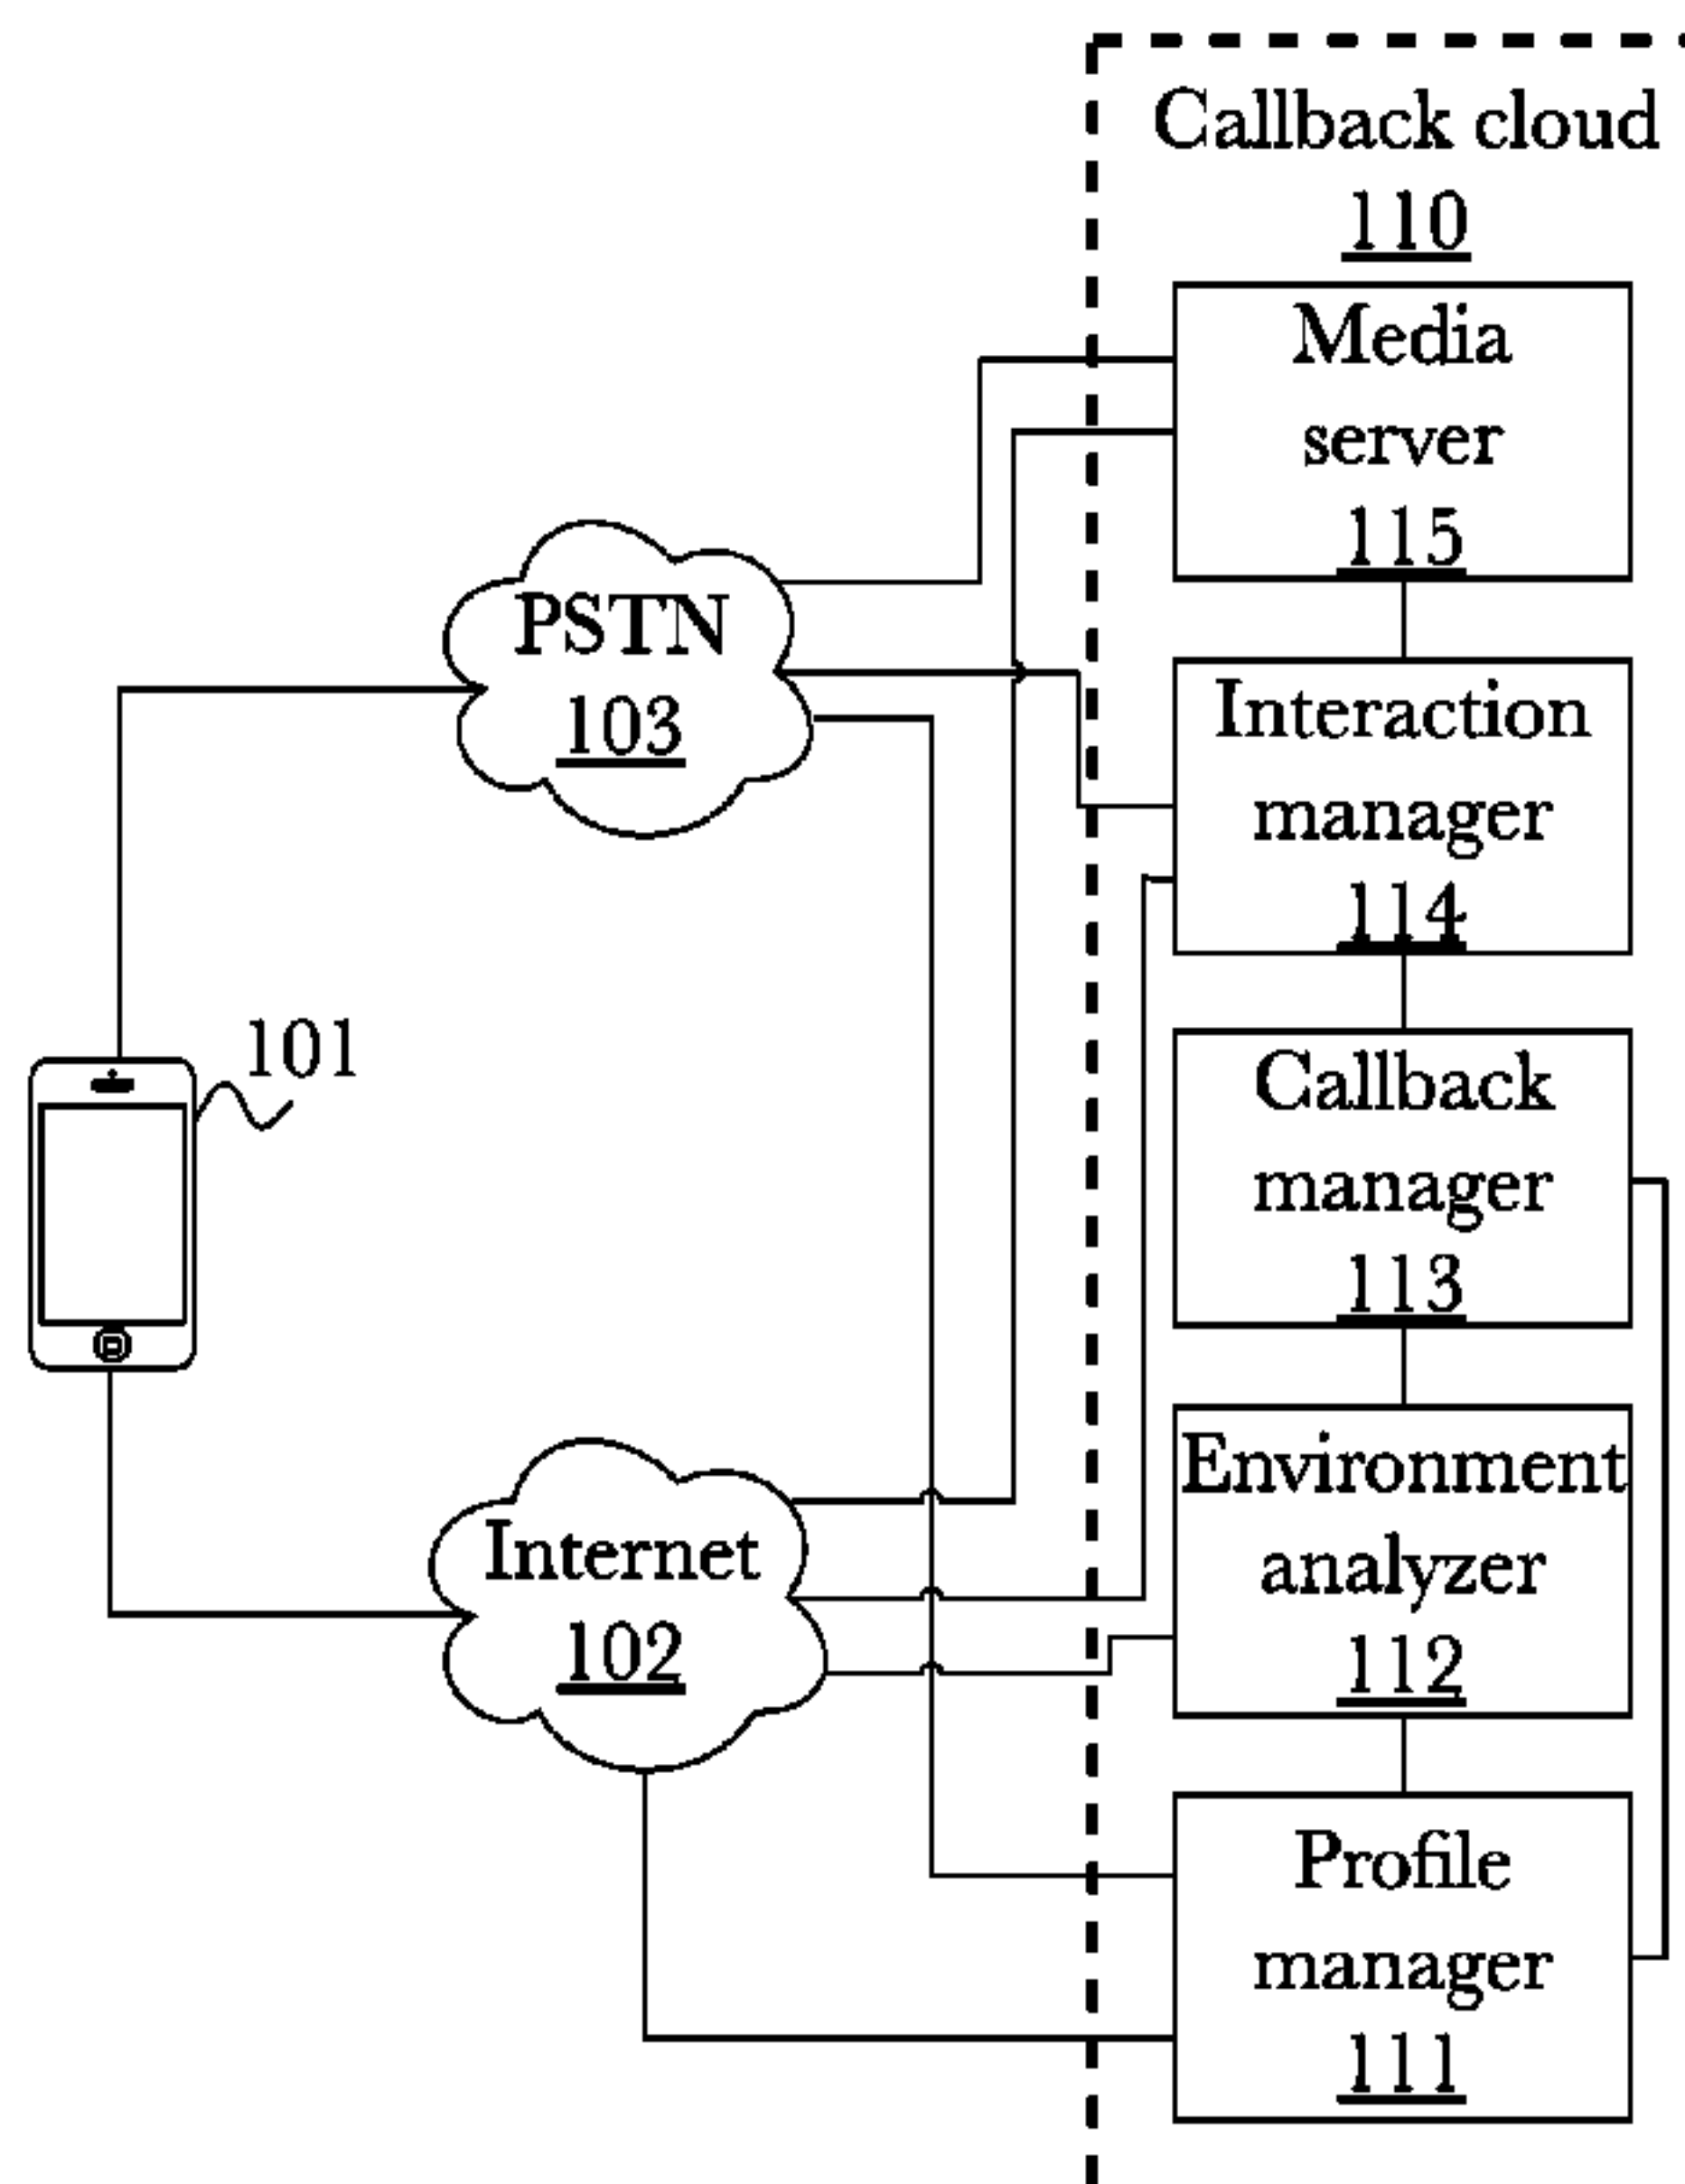 Callback cloud
110
Media
server
115
PSTN
103
Interaction
manager
114
101
Callback
manager
113
Internet
102
Environment
analyzer
112
Profile
manager
111